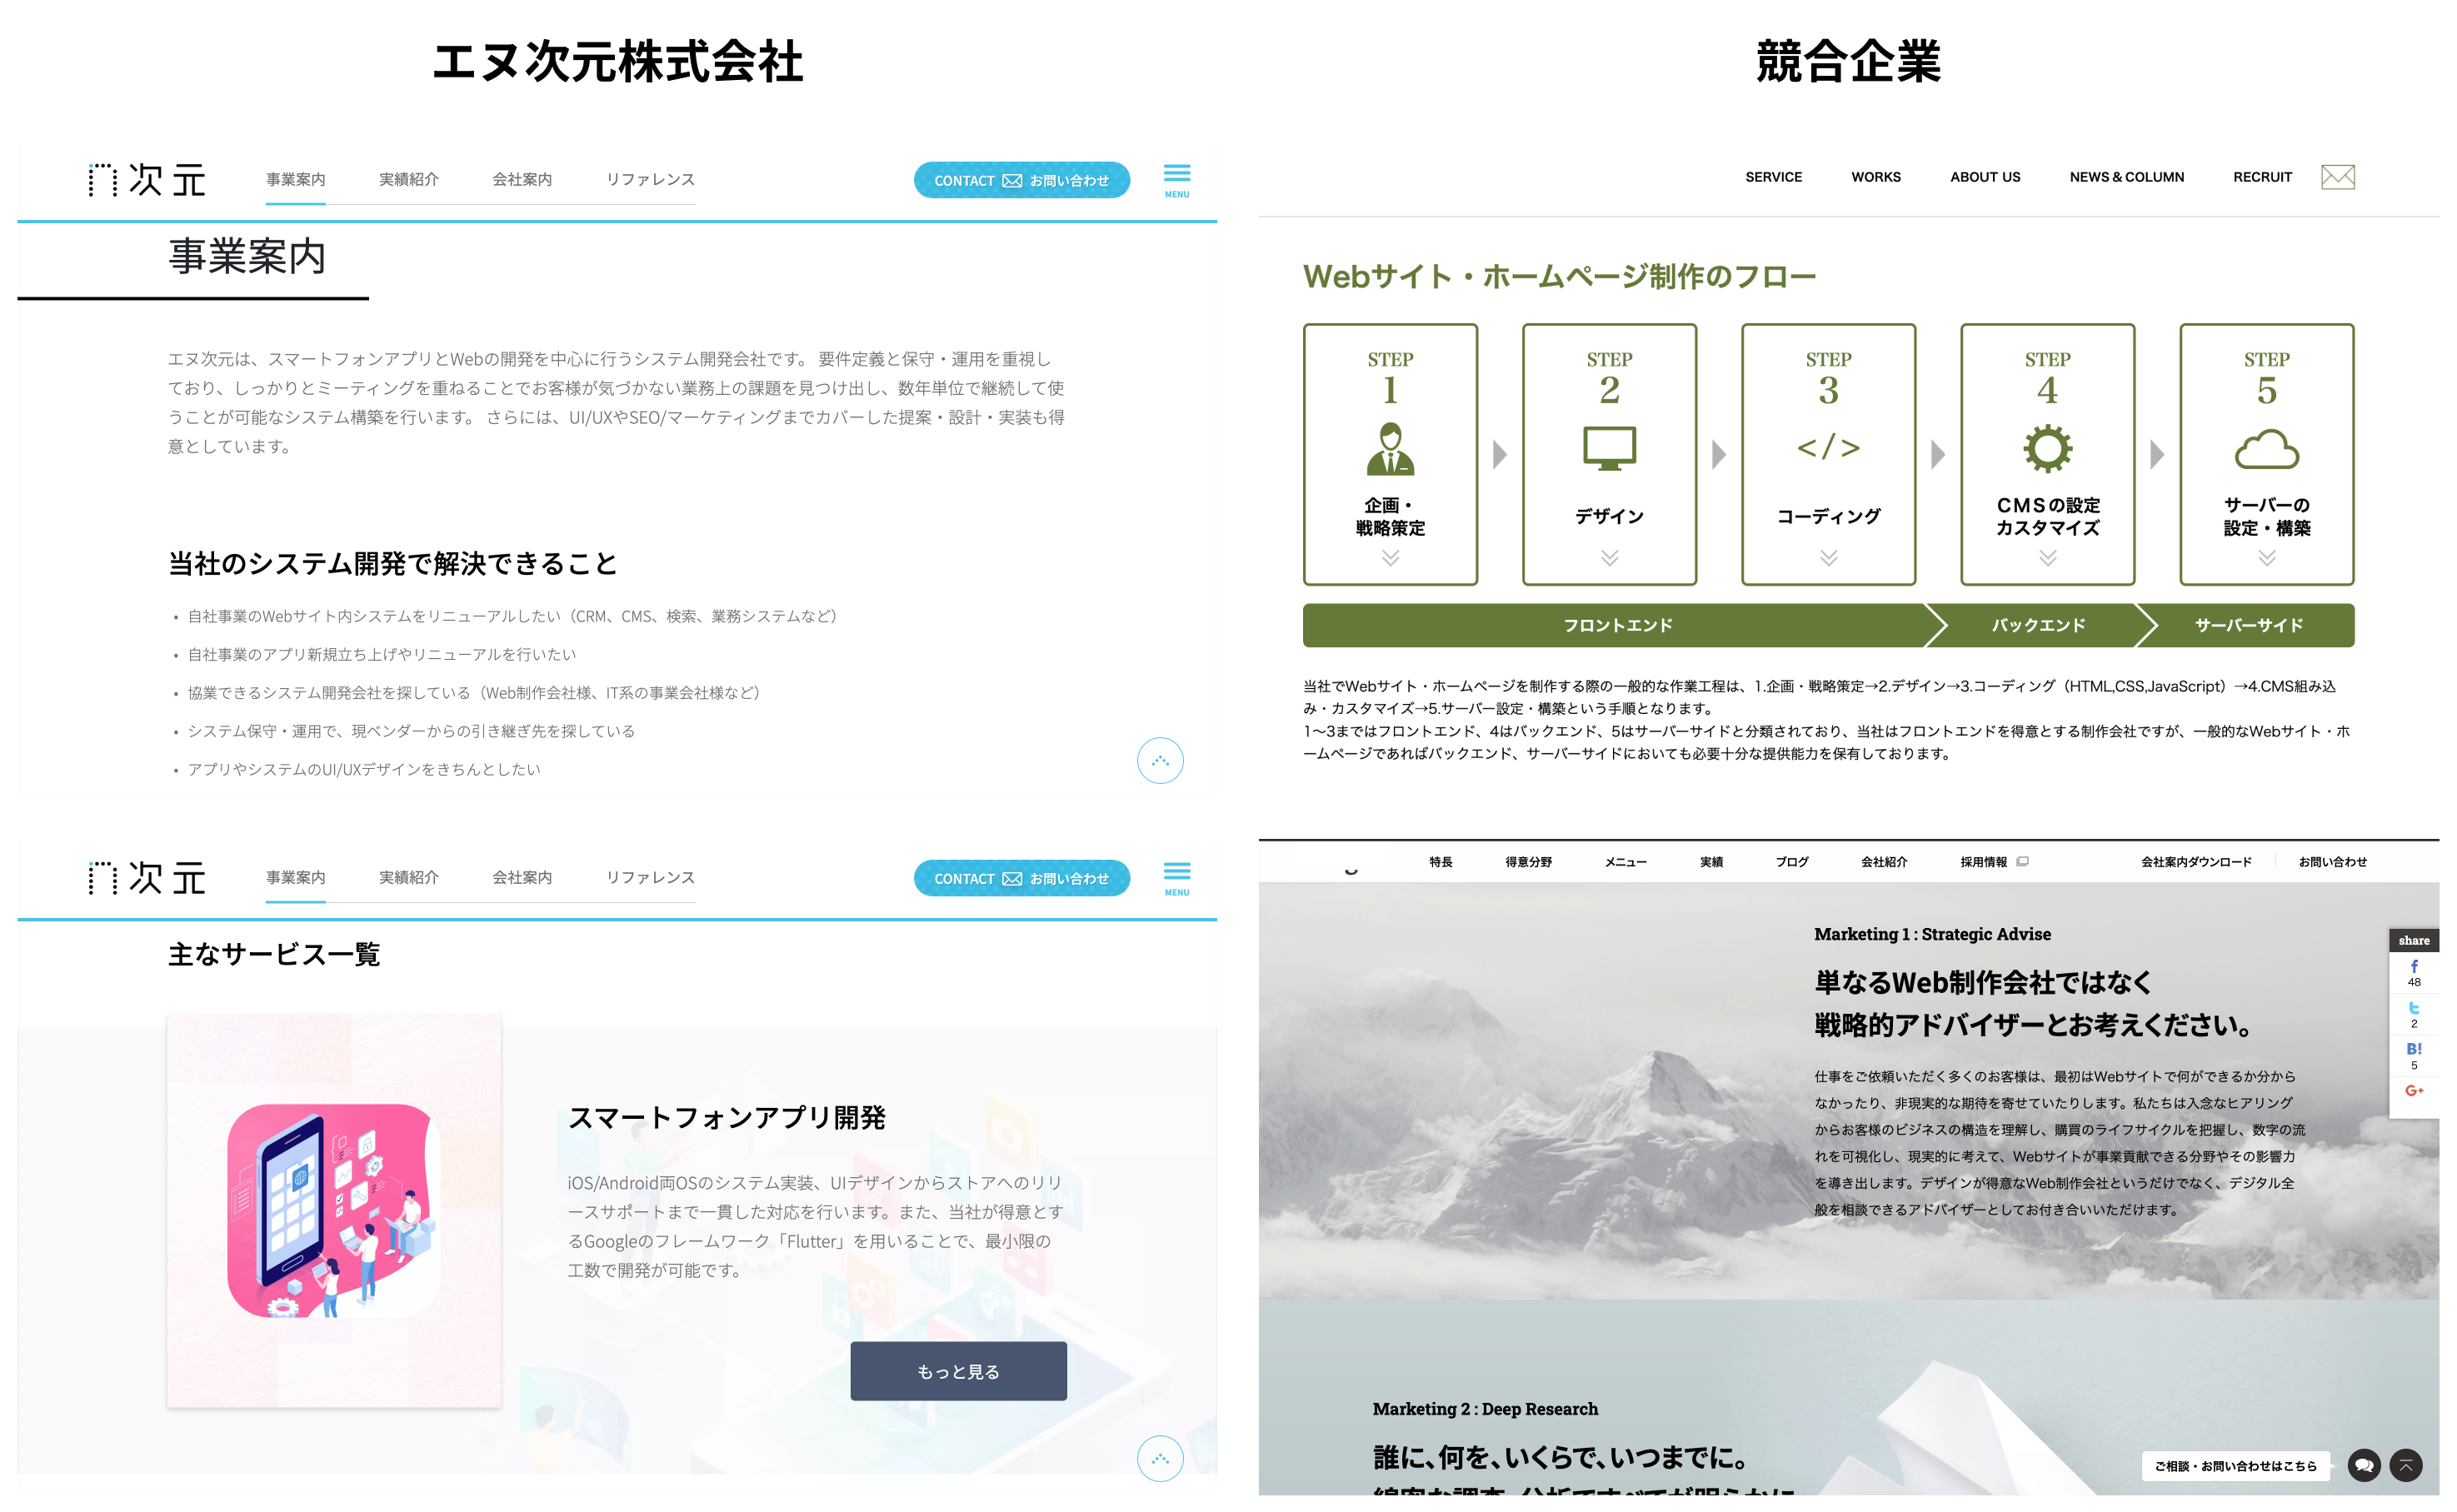 エヌ次元株式会社
競合企業
n次元
事業案内
実績紹介
会社案内
リファレンス
CONTACT お問い合わせ
MENU
事業案内
エヌ次元は、スマートフォンアプリとWebの開発を中心に行うシステム開発会社です。 要件定義と保守・運用を重視し
ており、しっかりとミーティングを重ねることでお客様が気づかない業務上の課題を見つけ出し、数年単位で継続して使
うことが可能なシステム構築を行います。 さらには、UI/UXやSEO/マーケティングまでカバーした提案・設計・実装も得
意としています。
当社のシステム開発で解決できること
• 自社事業のWebサイト内システムをリニューアルしたい（CRM、CMS、検索、業務システムなど）
• 自社事業のアプリ新規立ち上げやリニューアルを行いたい
• 協業できるシステム開発会社を探している（Web制作会社様、IT系の事業会社様など）
• システム保守・運用で、現ベンダーからの引き継ぎ先を探している
• アプリやシステムのUI/UXデザインをきちんとしたい
SERVICE
WORKS
ABOUT US
NEWS & COLUMN
RECRUIT
Webサイト・ホームページ制作のフロー
STEP
1
企画・
戦略策定
STEP
2
デザイン
STEP
3
</>
コーディング
STEP
4
CMSの設定
カスタマイズ
STEP
5
サーバーの
設定・構築
フロントエンド
バックエンド
サーバーサイド
当社でWebサイト・ホームページを制作する際の一般的な作業工程は、1.企画・戦略策定→2.デザイン→3.コーディング（HTML,CSS,JavaScript）→4.CMS組み込
み・カスタマイズ→5.サーバー設定・構築という手順となります。
1〜3まではフロントエンド、4はバックエンド、5はサーバーサイドと分類されており、当社はフロントエンドを得意とする制作会社ですが、一般的なWebサイト・ホ
ームページであればバックエンド、サーバーサイドにおいても必要十分な提供能力を保有しております。
n次元
事業案内
実績紹介
会社案内
リファレンス
CONTACT お問い合わせ
MENU
主なサービス一覧
スマートフォンアプリ開発
iOS/Android両OSのシステム実装、UIデザインからストアへのリリ
ースサポートまで一貫した対応を行います。また、当社が得意とす
るGoogleのフレームワーク「Flutter」を用いることで、最小限の
工数で開発が可能です。
もっと見る
特長
得意分野
メニュー
実績
ブログ
会社紹介
採用情報
会社案内ダウンロード
お問い合わせ
Marketing 1 : Strategic Advise
単なるWeb制作会社ではなく
戦略的アドバイザーとお考えください。
仕事をご依頼いただく多くのお客様は、最初はWebサイトで何ができるか分から
なかったり、非現実的な期待を寄せていたりします。私たちは入念なヒアリング
からお客様のビジネスの構造を理解し、購買のライフサイクルを把握し、数字の流
れを可視化し、現実的に考えて、Webサイトが事業貢献できる分野やその影響力
を導き出します。デザインが得意なWeb制作会社というだけでなく、デジタル全
般を相談できるアドバイザーとしてお付き合いいただけます。
share
f
48
2
B!
5
G+
Marketing 2 : Deep Research
誰に、何を、いくらで、いつまでに。
ご相談・お問い合わせはこちら